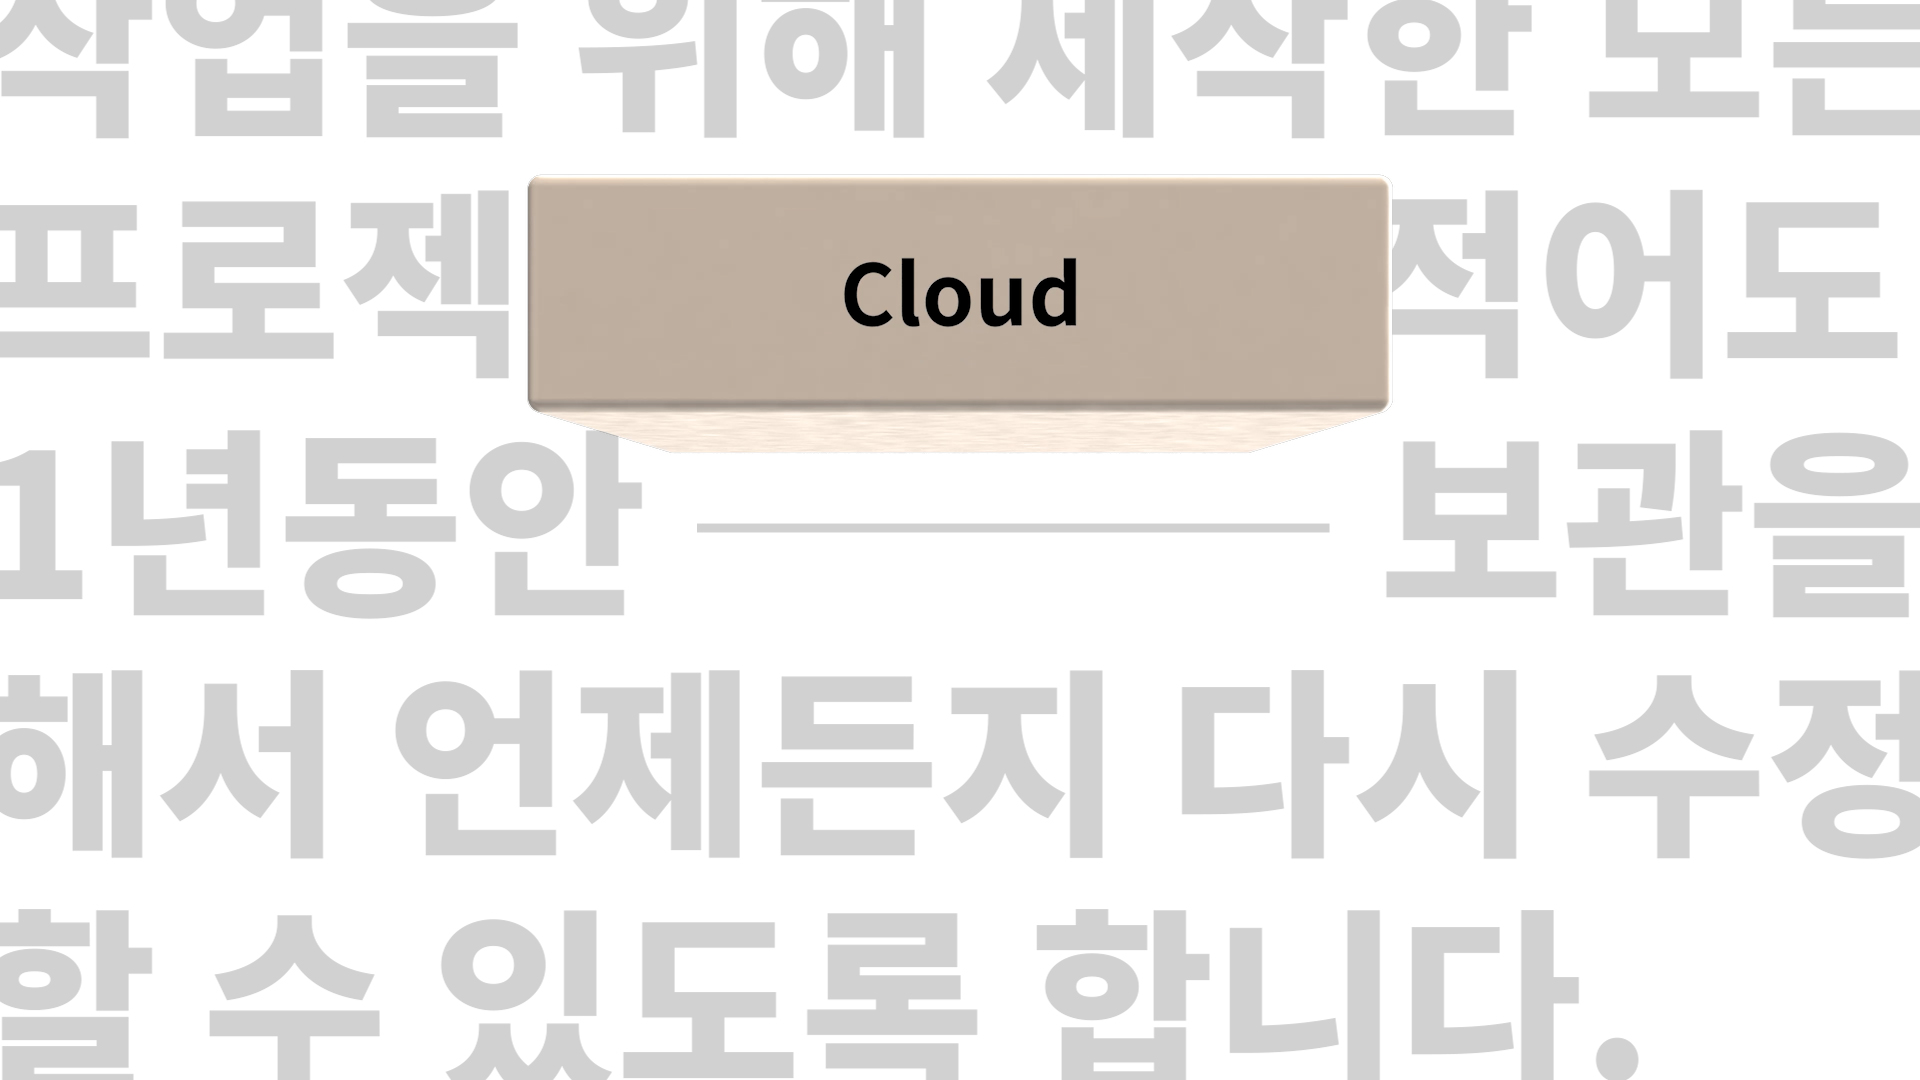 작업을 위해 제작한 모든
프로젝 적어도
Cloud
1년동안 보관을
해서 언제든지 다시 수정
할 수 있도록 합니다.